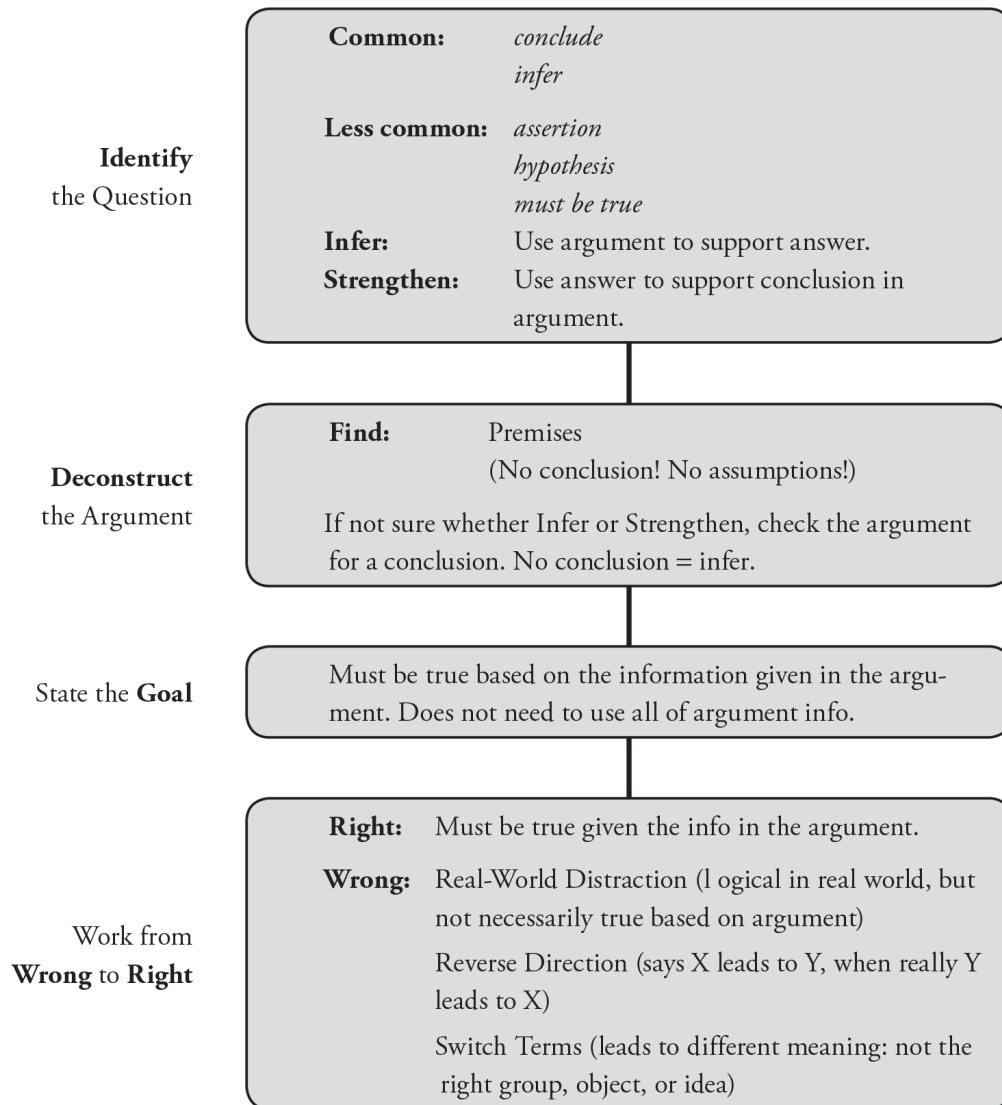 Identify
the Question
Common: conclude
infer
Less common: assertion
hypothesis
must be true
Infer: Use argument to support answer.
Strengthen: Use answer to support conclusion in
argument.
Deconstruct
the Argument
Find: Premises
(No conclusion! No assumptions!)
If not sure whether Infer or Strengthen, check the argument
for a conclusion. No conclusion = infer.
State the Goal
Must be true based on the information given in the argu-
ment. Does not need to use all of argument info.
Work from
Wrong to Right
Right: Must be true given the info in the argument.
Wrong: Real-World Distraction (l ogical in real world, but
not necessarily true based on argument)
Reverse Direction (says X leads to Y, when really Y
leads to X)
Switch Terms (leads to different meaning: not the
right group, object, or idea)